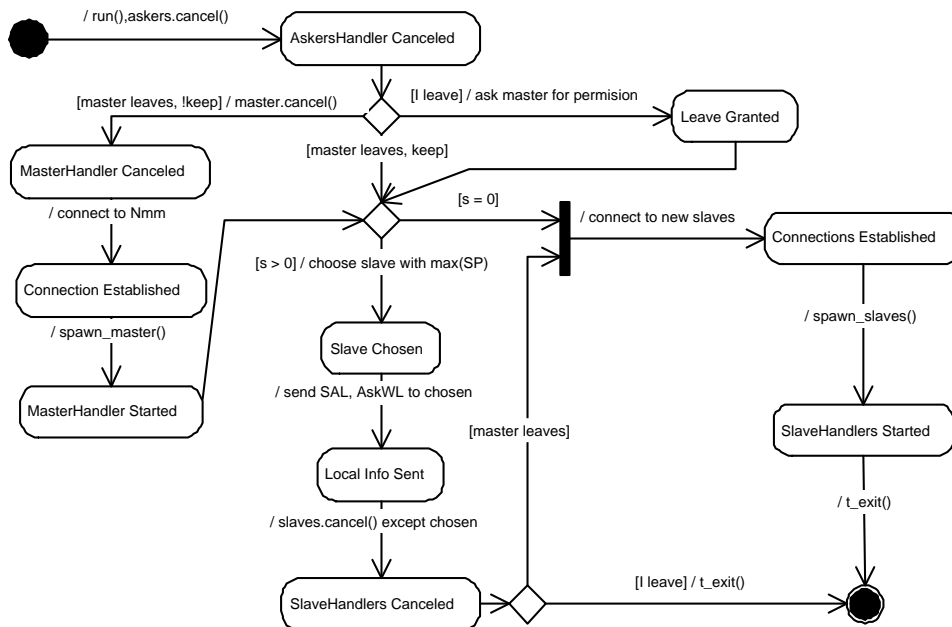 / run(),askers.cancel()
AskersHandler Canceled
[master leaves, !keep] / master.cancel()
[I leave] / ask master for permision
Leave Granted
MasterHandler Canceled
[master leaves, keep]
/ connect to Nmm
[s = 0]
/ connect to new slaves
Connections Established
[s > 0] / choose slave with max(SP)
Connection Established
/ spawn_master()
/ spawn_slaves()
Slave Chosen
/ send SAL, AskWL to chosen
MasterHandler Started
[master leaves]
SlaveHandlers Started
Local Info Sent
/ t_exit()
/ slaves.cancel() except chosen
[I leave] / t_exit()
SlaveHandlers Canceled